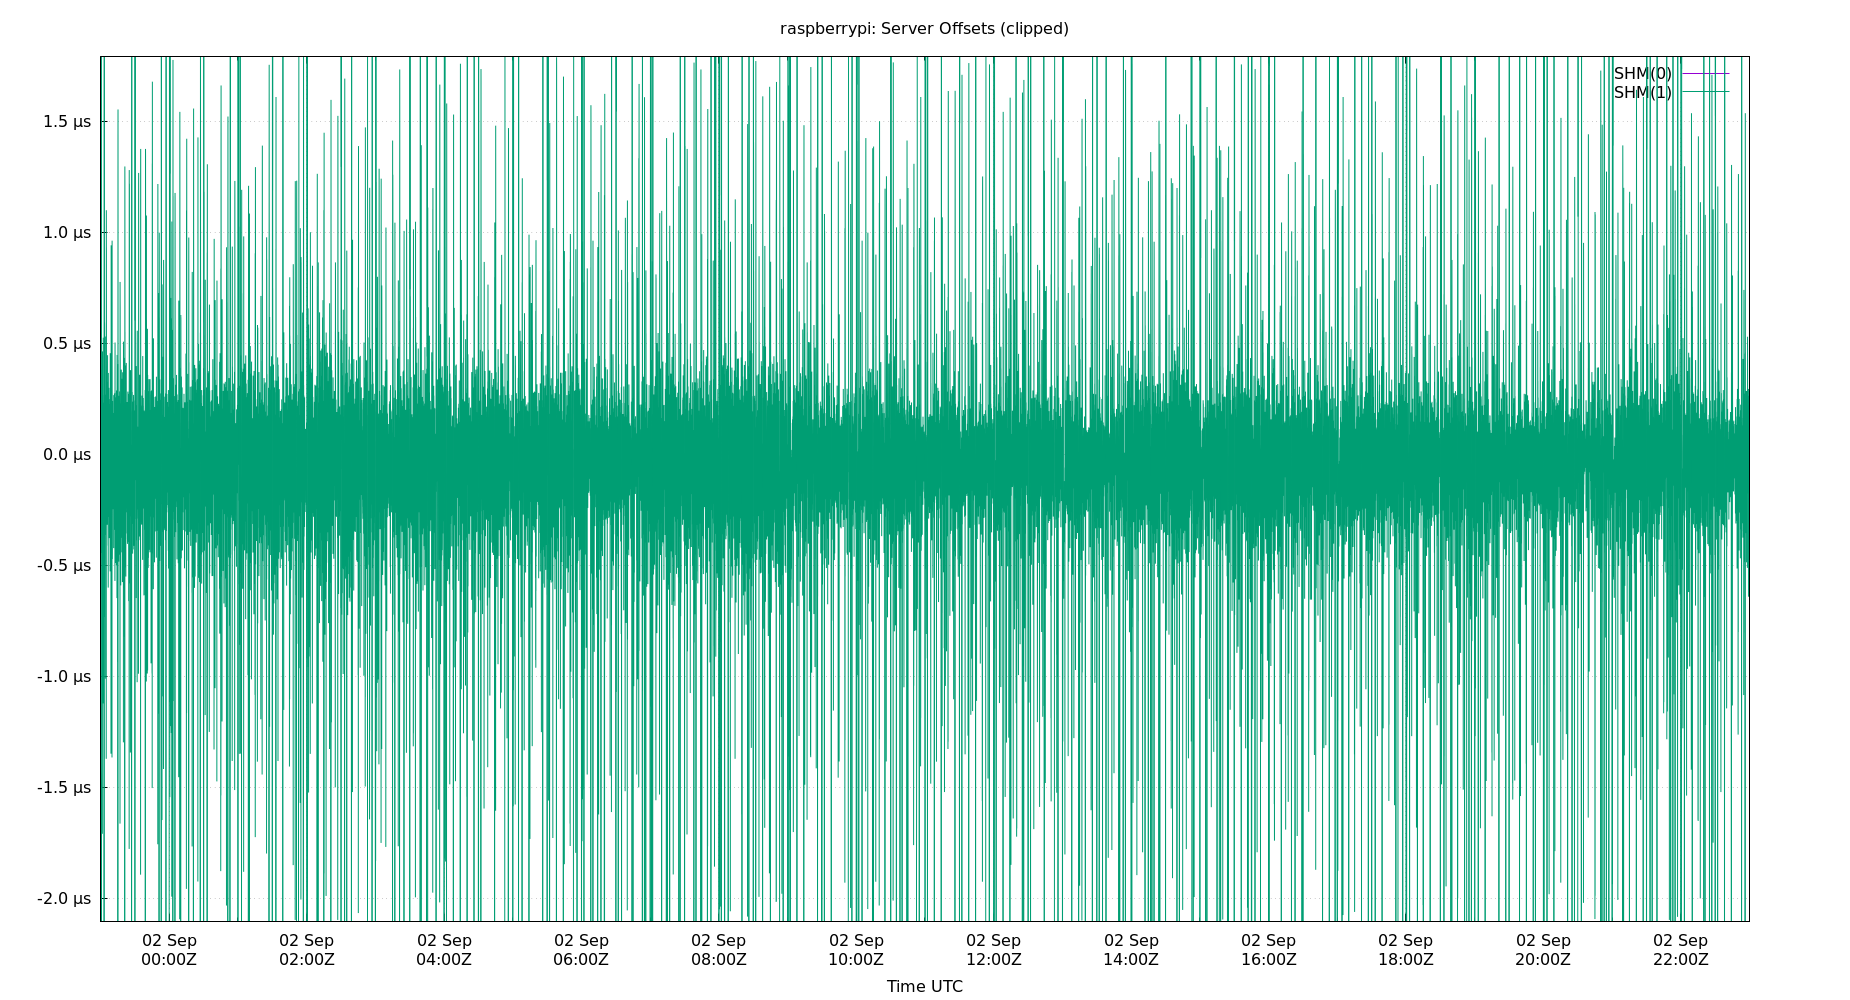 raspberrypi: Server Offsets (clipped)
SHM(0)
SHM(1)
1.5 µs
1.0 µs
0.5 µs
0.0 µs
-0.5 µs
-1.0 µs
-1.5 µs
-2.0 µs
02 Sep 02 Sep 02 Sep 02 Sep 02 Sep 02 Sep 02 Sep 02 Sep 02 Sep 02 Sep 02 Sep 02 Sep
00:00Z 02:00Z 04:00Z 06:00Z 08:00Z 10:00Z 12:00Z 14:00Z 16:00Z 18:00Z 20:00Z 22:00Z
Time UTC